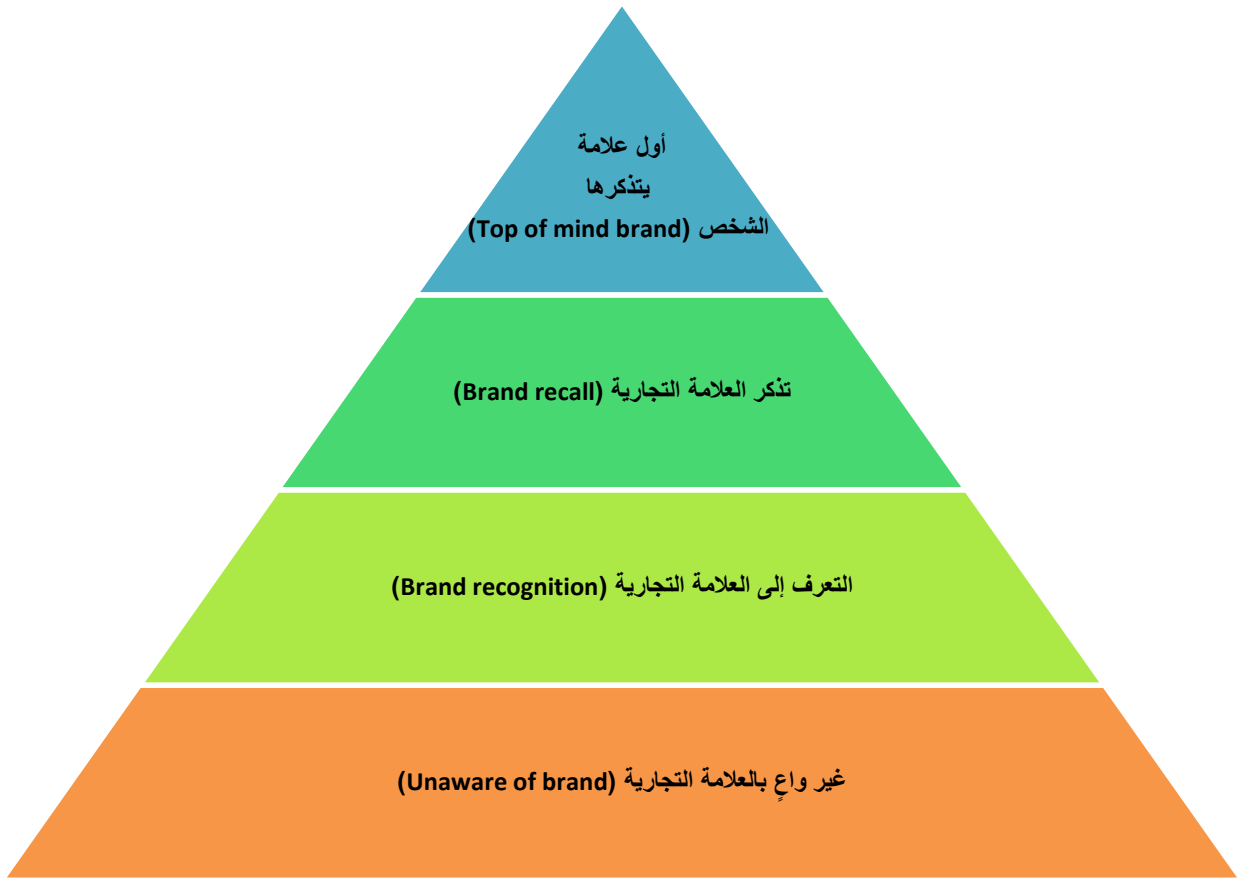 أول علامة
يتذكرها
الشخص (Top of mind brand)
تذكر العلامة التجارية (Brand recall)
التعرف إلى العلامة التجارية (Brand recognition)
غير واعٍ بالعلامة التجارية (Unaware of brand)